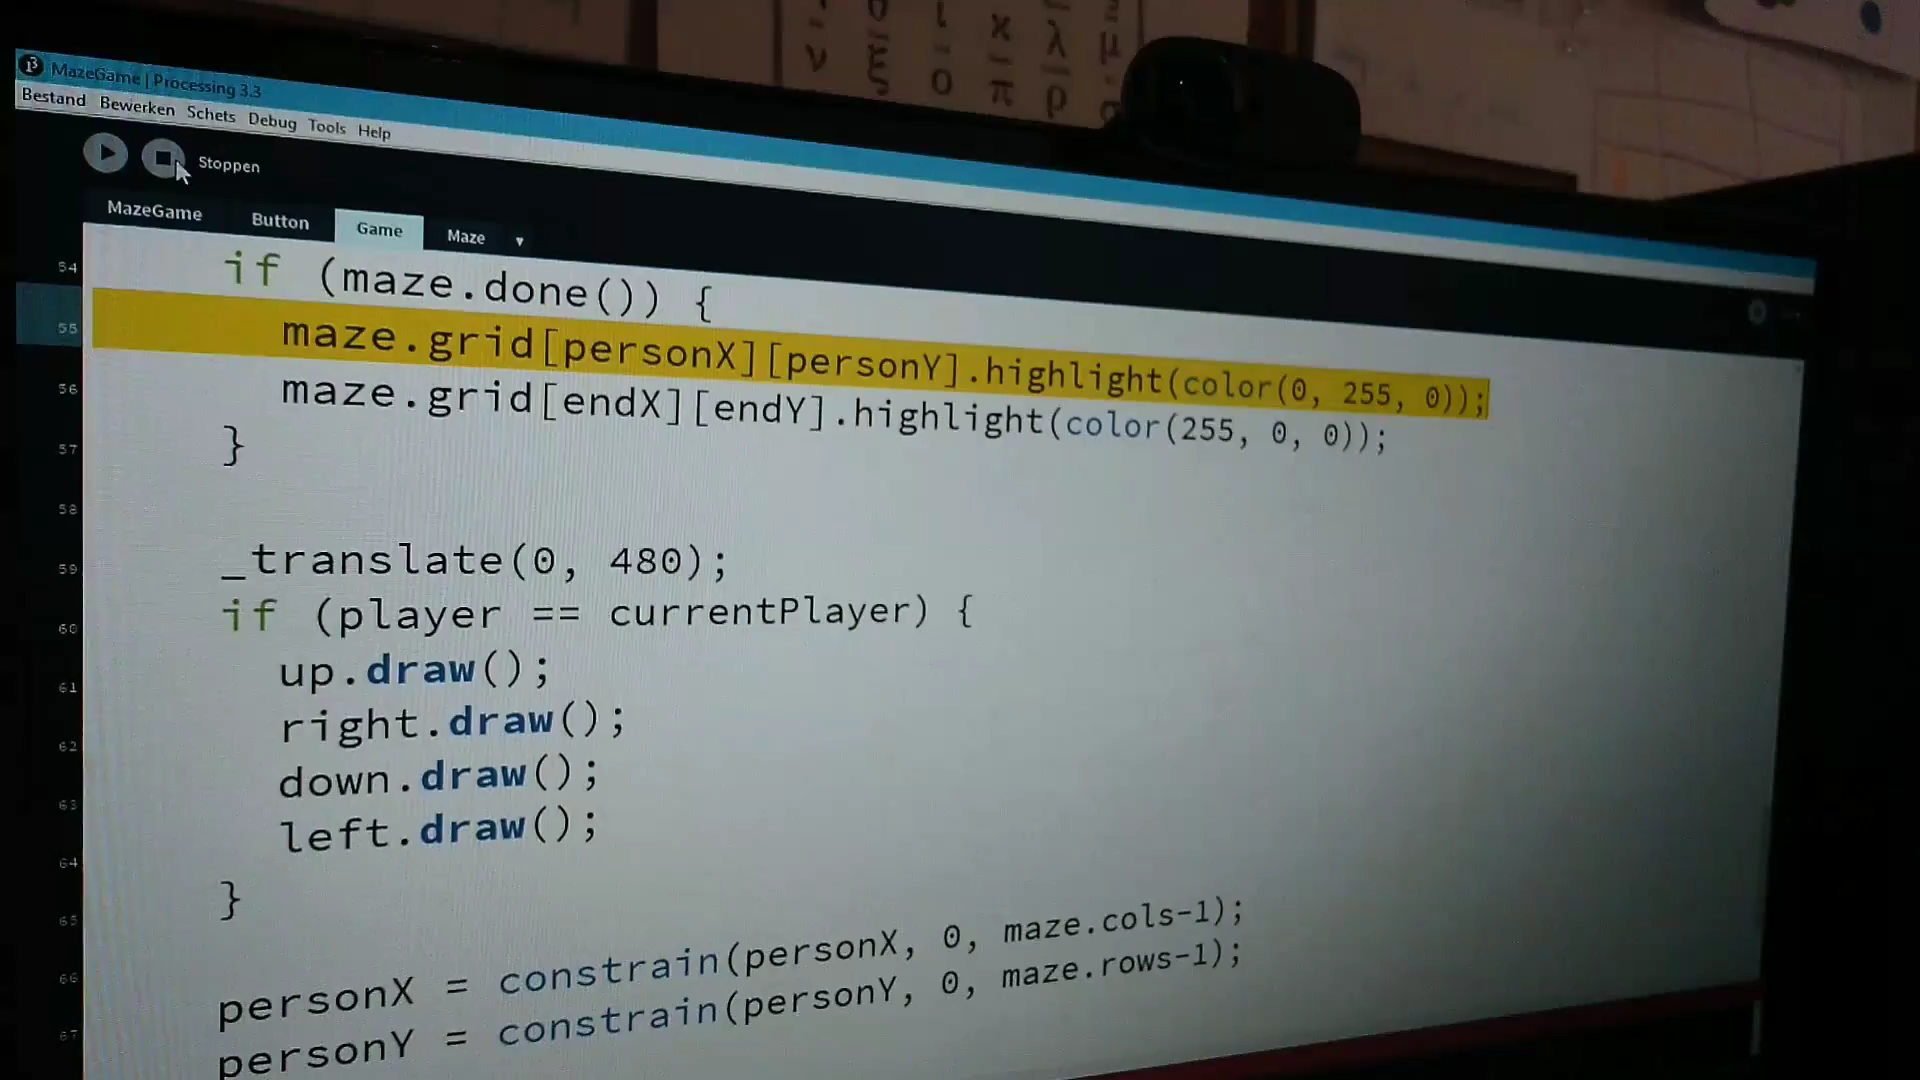 ν ξ ο π ρ σ
κ λ μ
MazeGame | Processing 3.3
Bestand Bewerken Schets Debug Tools Help
Stoppen
MazeGame Button Game Maze ▼
54 if (maze.done()) {
55 maze.grid[personX][personY].highlight(color(0, 255, 0));
56 maze.grid[endX][endY].highlight(color(255, 0, 0));
57 }
58
59 _translate(0, 480);
60 if (player == currentPlayer) {
61 up.draw();
62 right.draw();
63 down.draw();
64 left.draw();
65 }
66 personX = constrain(personX, 0, maze.cols-1);
67 personY = constrain(personY, 0, maze.rows-1);